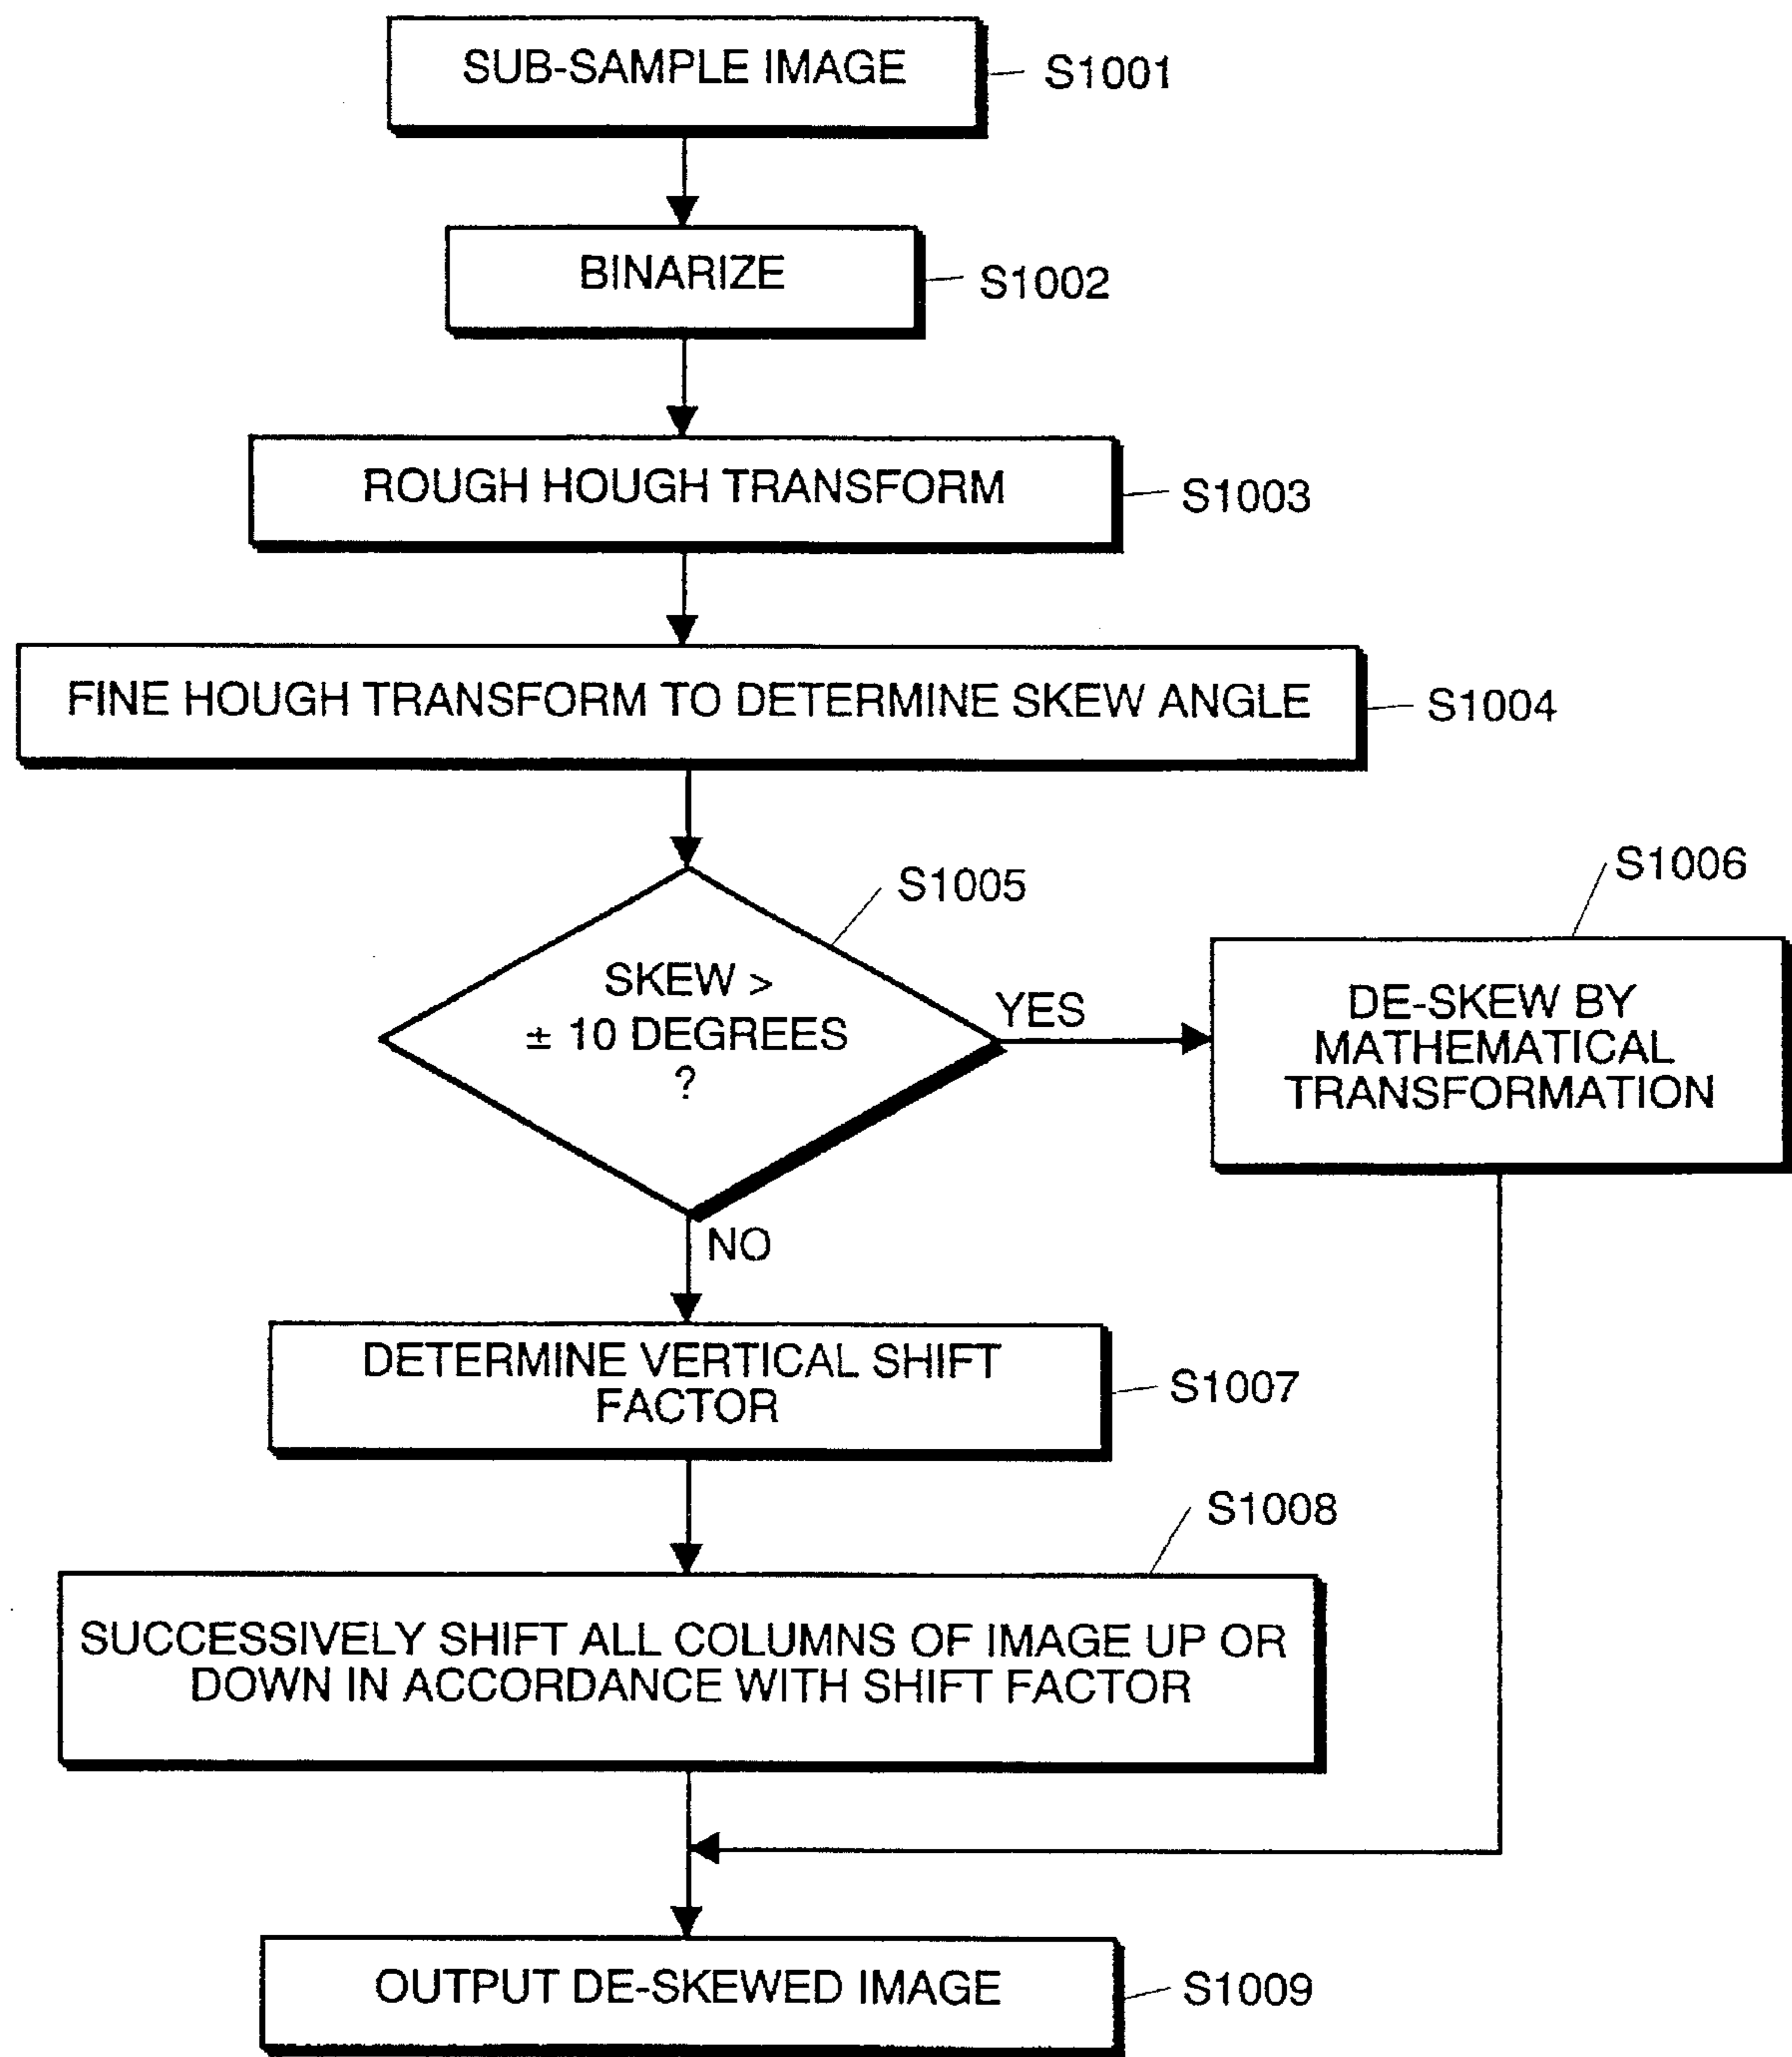 SUB-SAMPLE IMAGE
S1001
BINARIZE
S1002
ROUGH HOUGH TRANSFORM
S1003
FINE HOUGH TRANSFORM TO DETERMINE SKEW ANGLE
S1004
S1005
SKEW >
± 10 DEGREES
?
YES
S1006
DE-SKEW BY
MATHEMATICAL
TRANSFORMATION
NO
DETERMINE VERTICAL SHIFT
FACTOR
S1007
S1008
SUCCESSIVELY SHIFT ALL COLUMNS OF IMAGE UP OR
DOWN IN ACCORDANCE WITH SHIFT FACTOR
OUTPUT DE-SKEWED IMAGE
S1009